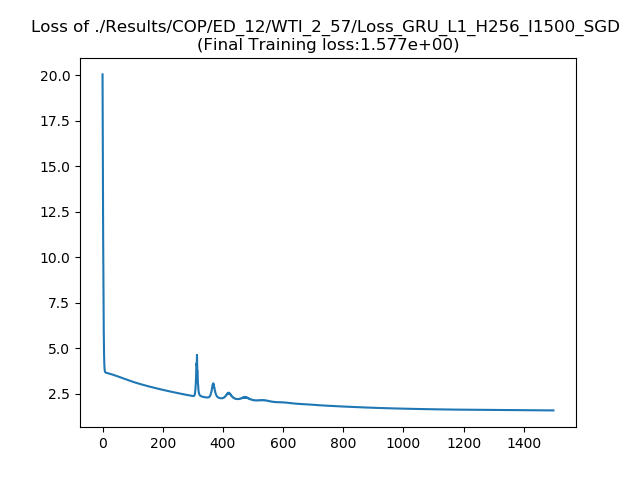 Loss of ./Results/COP/ED_12/WTI_2_57/Loss_GRU_L1_H256_I1500_SGD
(Final Training loss:1.577e+00)
20.0
17.5
15.0
12.5
10.0
7.5
5.0
2.5
0 200 400 600 800 1000 1200 1400